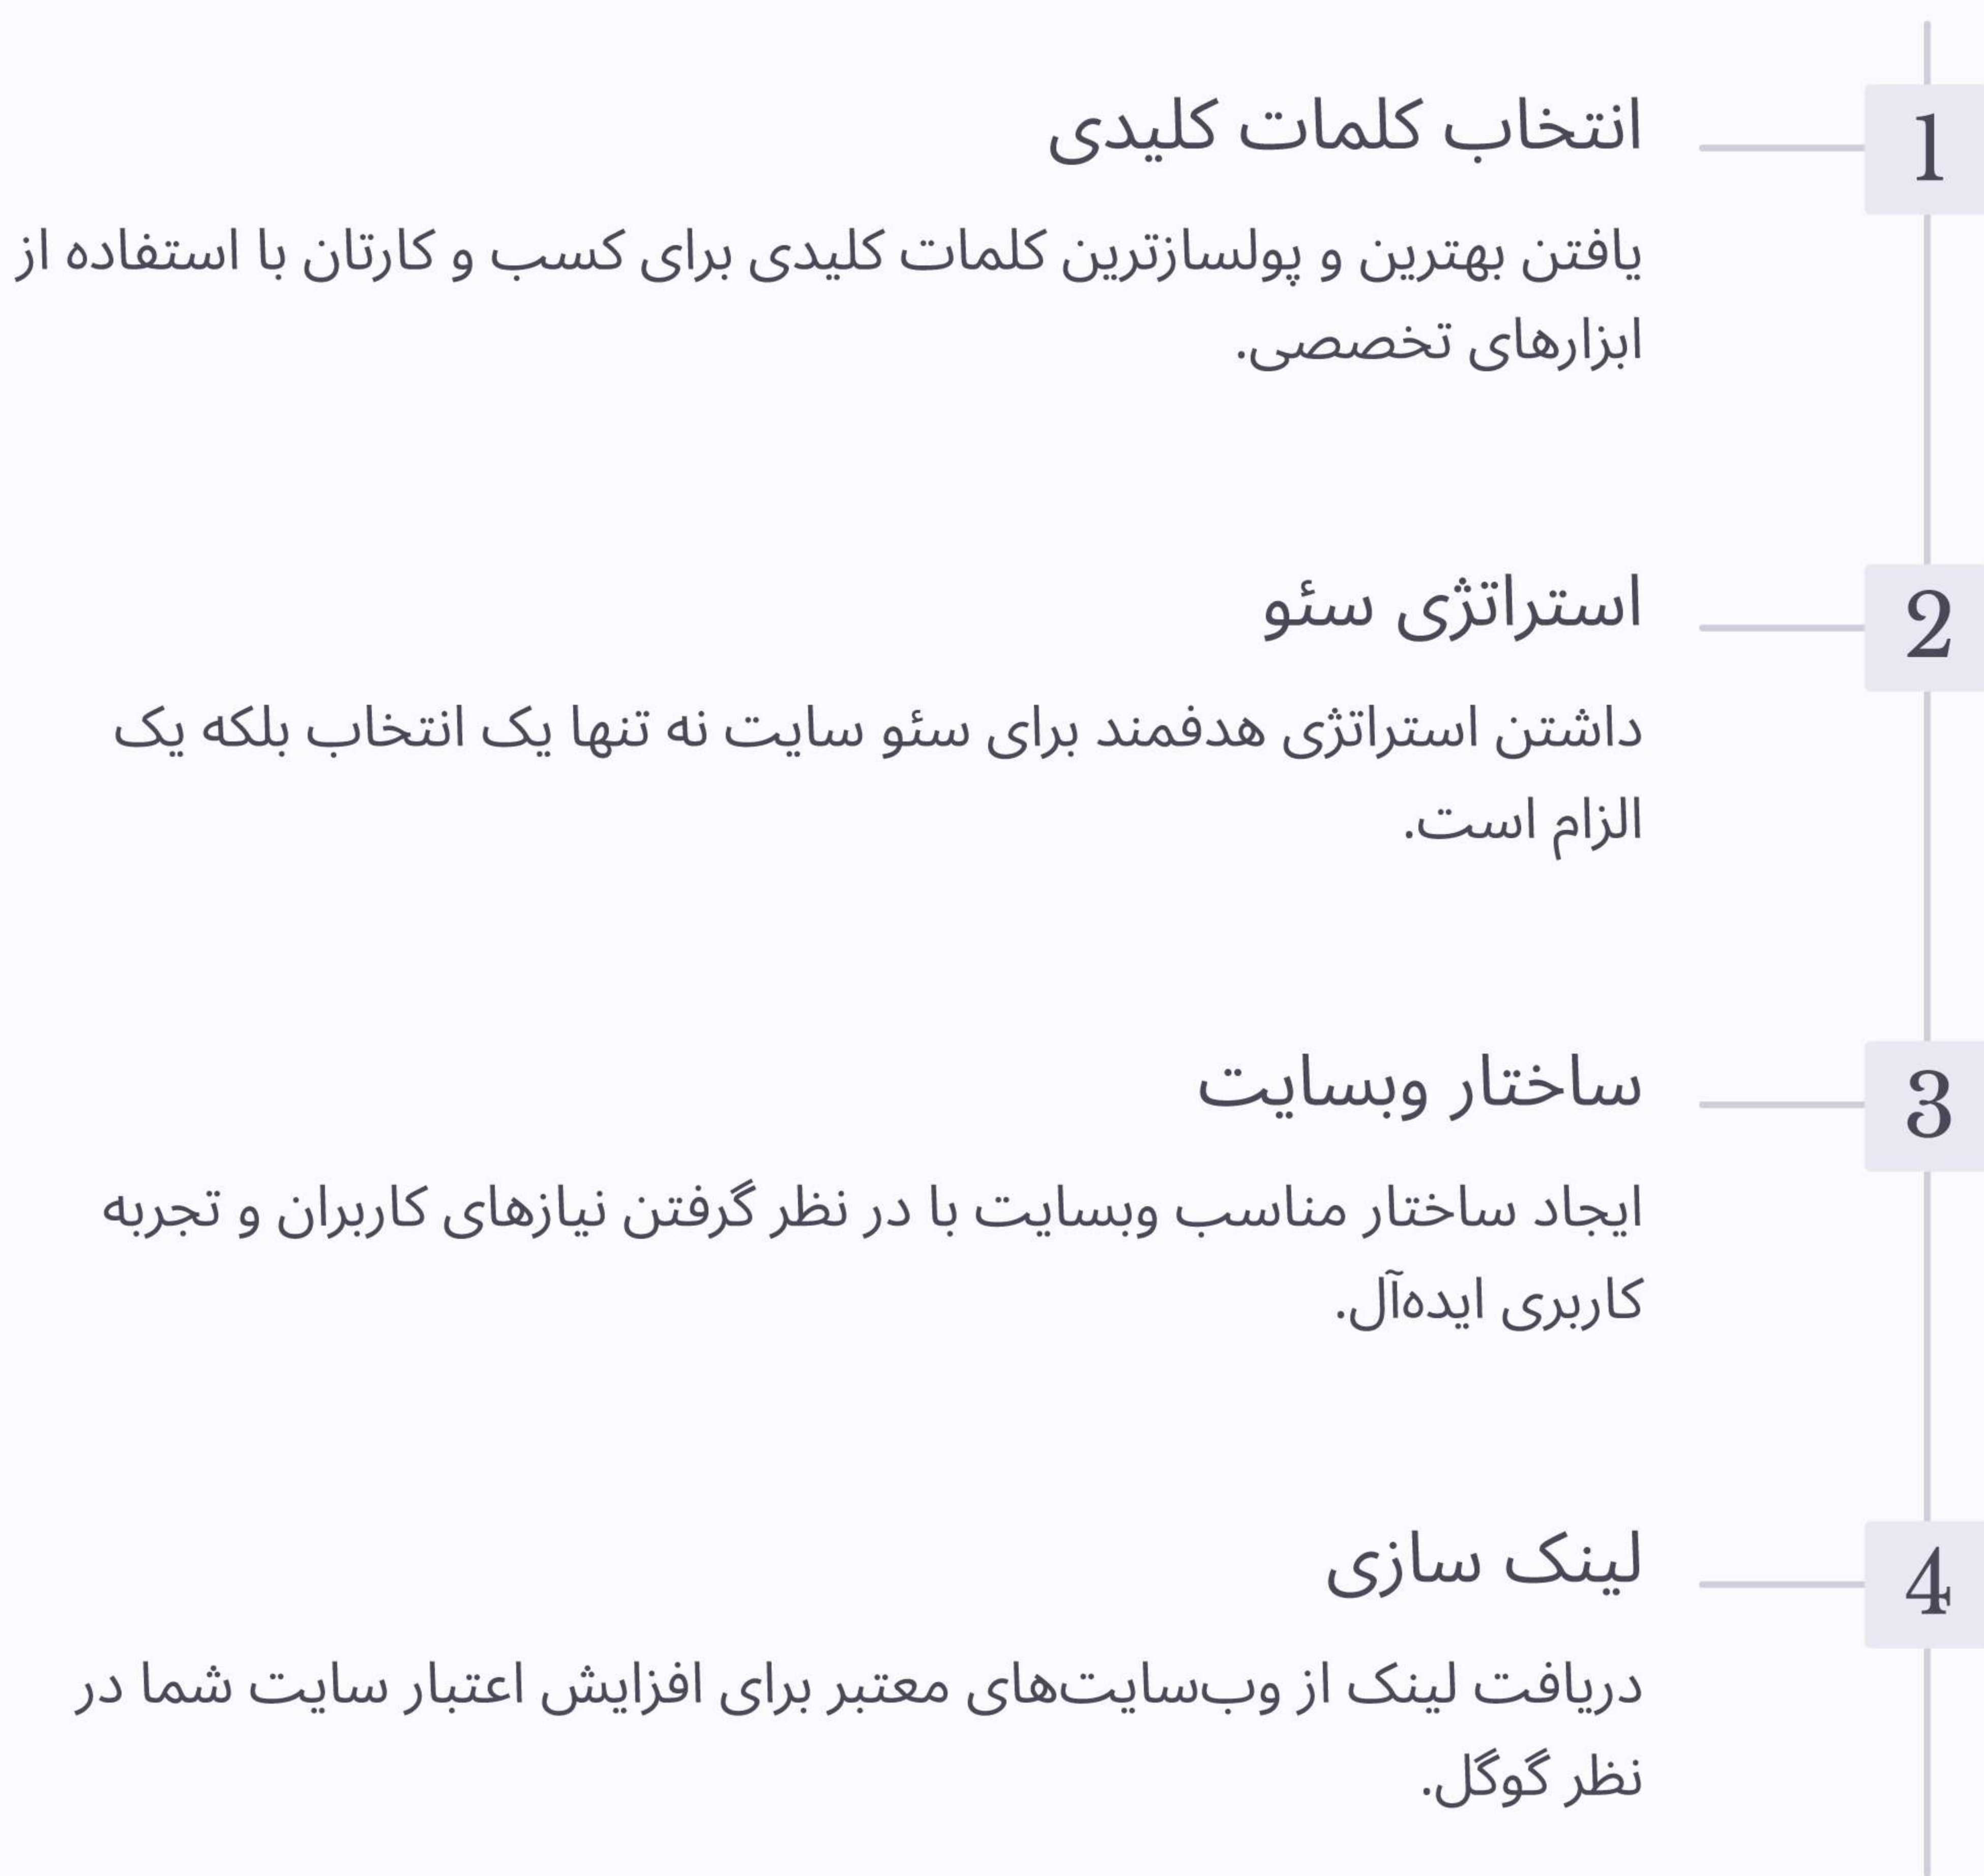 1
انتخاب کلمات کلیدی
یافتن بهترین و پولسازترین کلمات کلیدی برای کسب و کارتان با استفاده از
ابزارهای تخصصی.
2
استراتژی سئو
داشتن استراتژی هدفمند برای سئو سایت نه تنها یک انتخاب بلکه یک
الزام است.
3
ساختار وبسایت
ایجاد ساختار مناسب وبسایت با در نظر گرفتن نیازهای کاربران و تجربه
کاربری ایده‌آل.
4
لینک سازی
دریافت لینک از وب‌سایت‌های معتبر برای افزایش اعتبار سایت شما در
نظر گوگل.